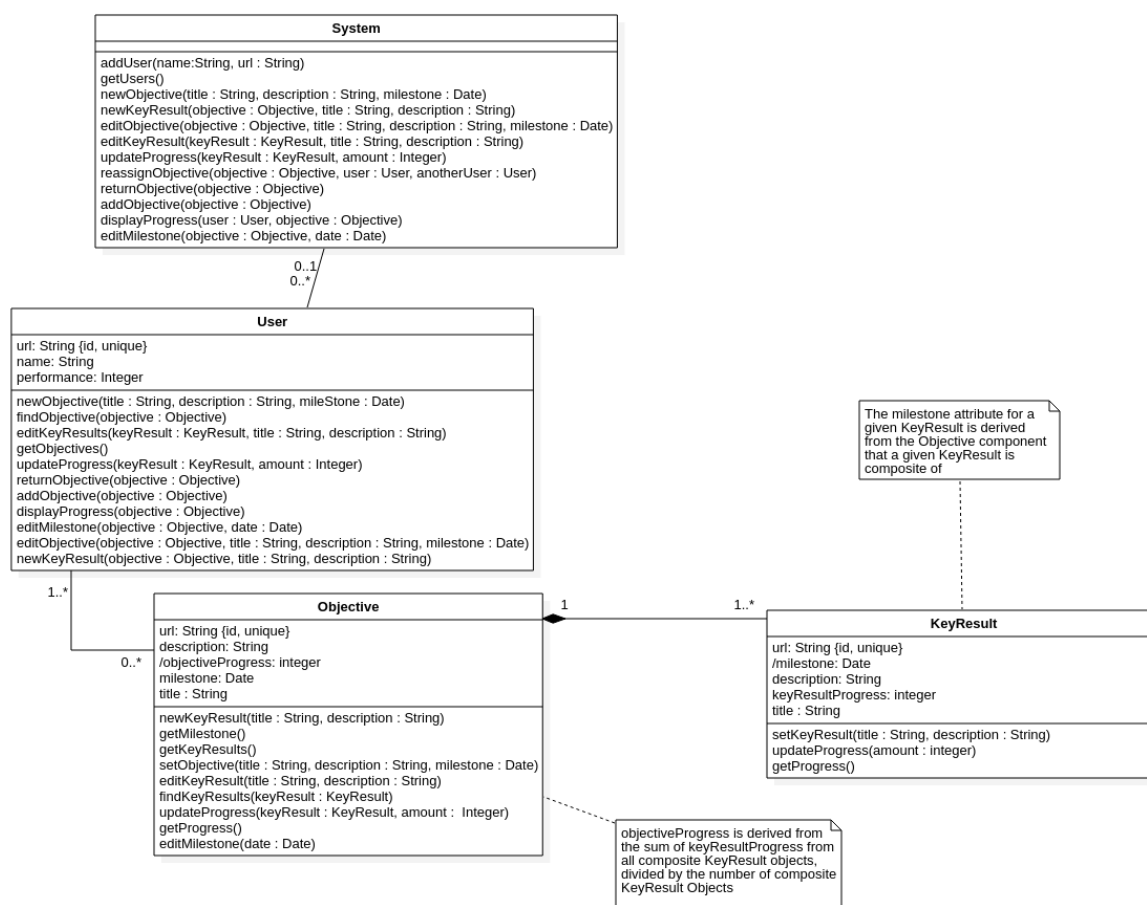 System
addUser(name:String, url : String)
getUsers()
newObjective(title : String, description : String, milestone : Date)
newKeyResult(objective : Objective, title : String, description : String)
editObjective(objective : Objective, title : String, description : String, milestone : Date)
editKeyResult(keyResult : KeyResult, title : String, description : String)
updateProgress(keyResult : KeyResult, amount : Integer)
reassignObjective(objective : Objective, user : User, anotherUser : User)
returnObjective(objective : Objective)
addObjective(objective : Objective)
displayProgress(user : User, objective : Objective)
editMilestone(objective : Objective, date : Date)
0..1
0..*
User
url: String {id, unique}
name: String
performance: Integer
newObjective(title : String, description : String, mileStone : Date)
findObjective(objective : Objective)
editKeyResults(keyResult : KeyResult, title : String, description : String)
getObjectives()
updateProgress(keyResult : KeyResult, amount : Integer)
returnObjective(objective : Objective)
addObjective(objective : Objective)
displayProgress(objective : Objective)
editMilestone(objective : Objective, date : Date)
editObjective(objective : Objective, title : String, description : String, milestone : Date)
newKeyResult(objective : Objective, title : String, description : String)
The milestone attribute for a
given KeyResult is derived
from the Objective component
that a given KeyResult is
composite of
1..*
0..*
Objective
url: String {id, unique}
description: String
/objectiveProgress: integer
milestone: Date
title : String
newKeyResult(title : String, description : String)
getMilestone()
getKeyResults()
setObjective(title : String, description : String, milestone : Date)
editKeyResult(title : String, description : String)
findKeyResults(keyResult : KeyResult)
updateProgress(keyResult : KeyResult, amount :  Integer)
getProgress()
editMilestone(date : Date)
1
1..*
KeyResult
url: String {id, unique}
/milestone: Date
description: String
keyResultProgress: integer
title : String
setKeyResult(title : String, description : String)
updateProgress(amount : integer)
getProgress()
objectiveProgress is derived from
the sum of keyResultProgress from
all composite KeyResult objects,
divided by the number of composite
KeyResult Objects